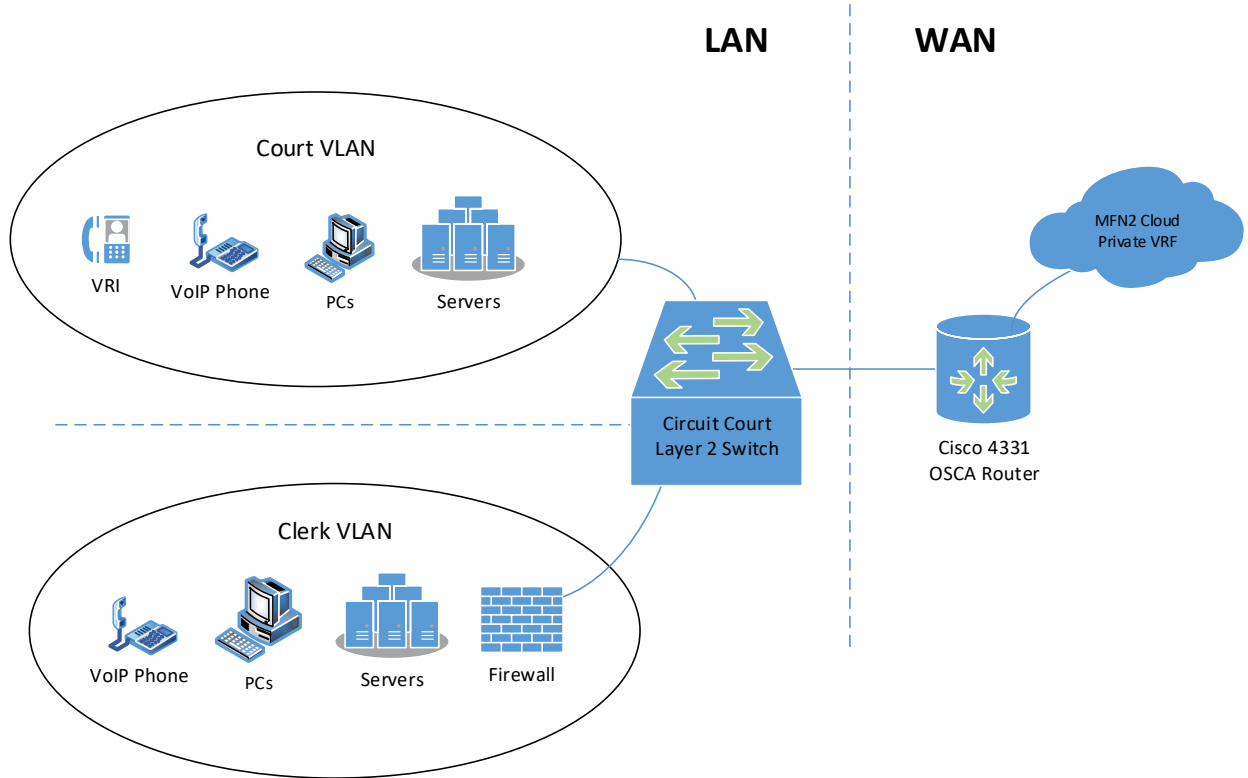 LAN
WAN
Court VLAN
VRI
VoIP Phone
PCs
Servers
MFN2 Cloud
Private VRF
Circuit Court
Layer 2 Switch
Cisco 4331
OSCA Router
Clerk VLAN
VoIP Phone
PCs
Servers
Firewall